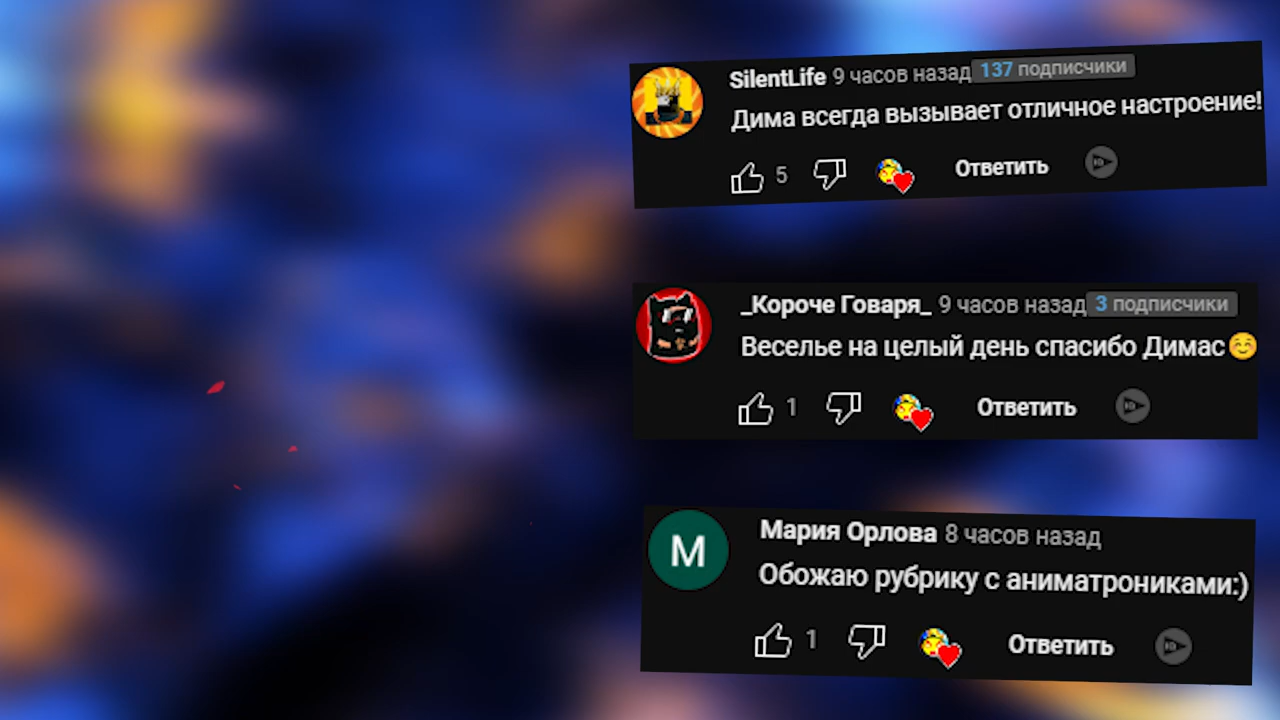 SilentLife 9 часов назад 137 подписчики
Дима всегда вызывает отличное настроение!
5 Ответить
_Короче Говаря_ 9 часов назад 3 подписчики
Веселье на целый день спасибо Димас☺️
1 Ответить
М
Мария Орлова 8 часов назад
Обожаю рубрику с аниматрониками:)
1 Ответить